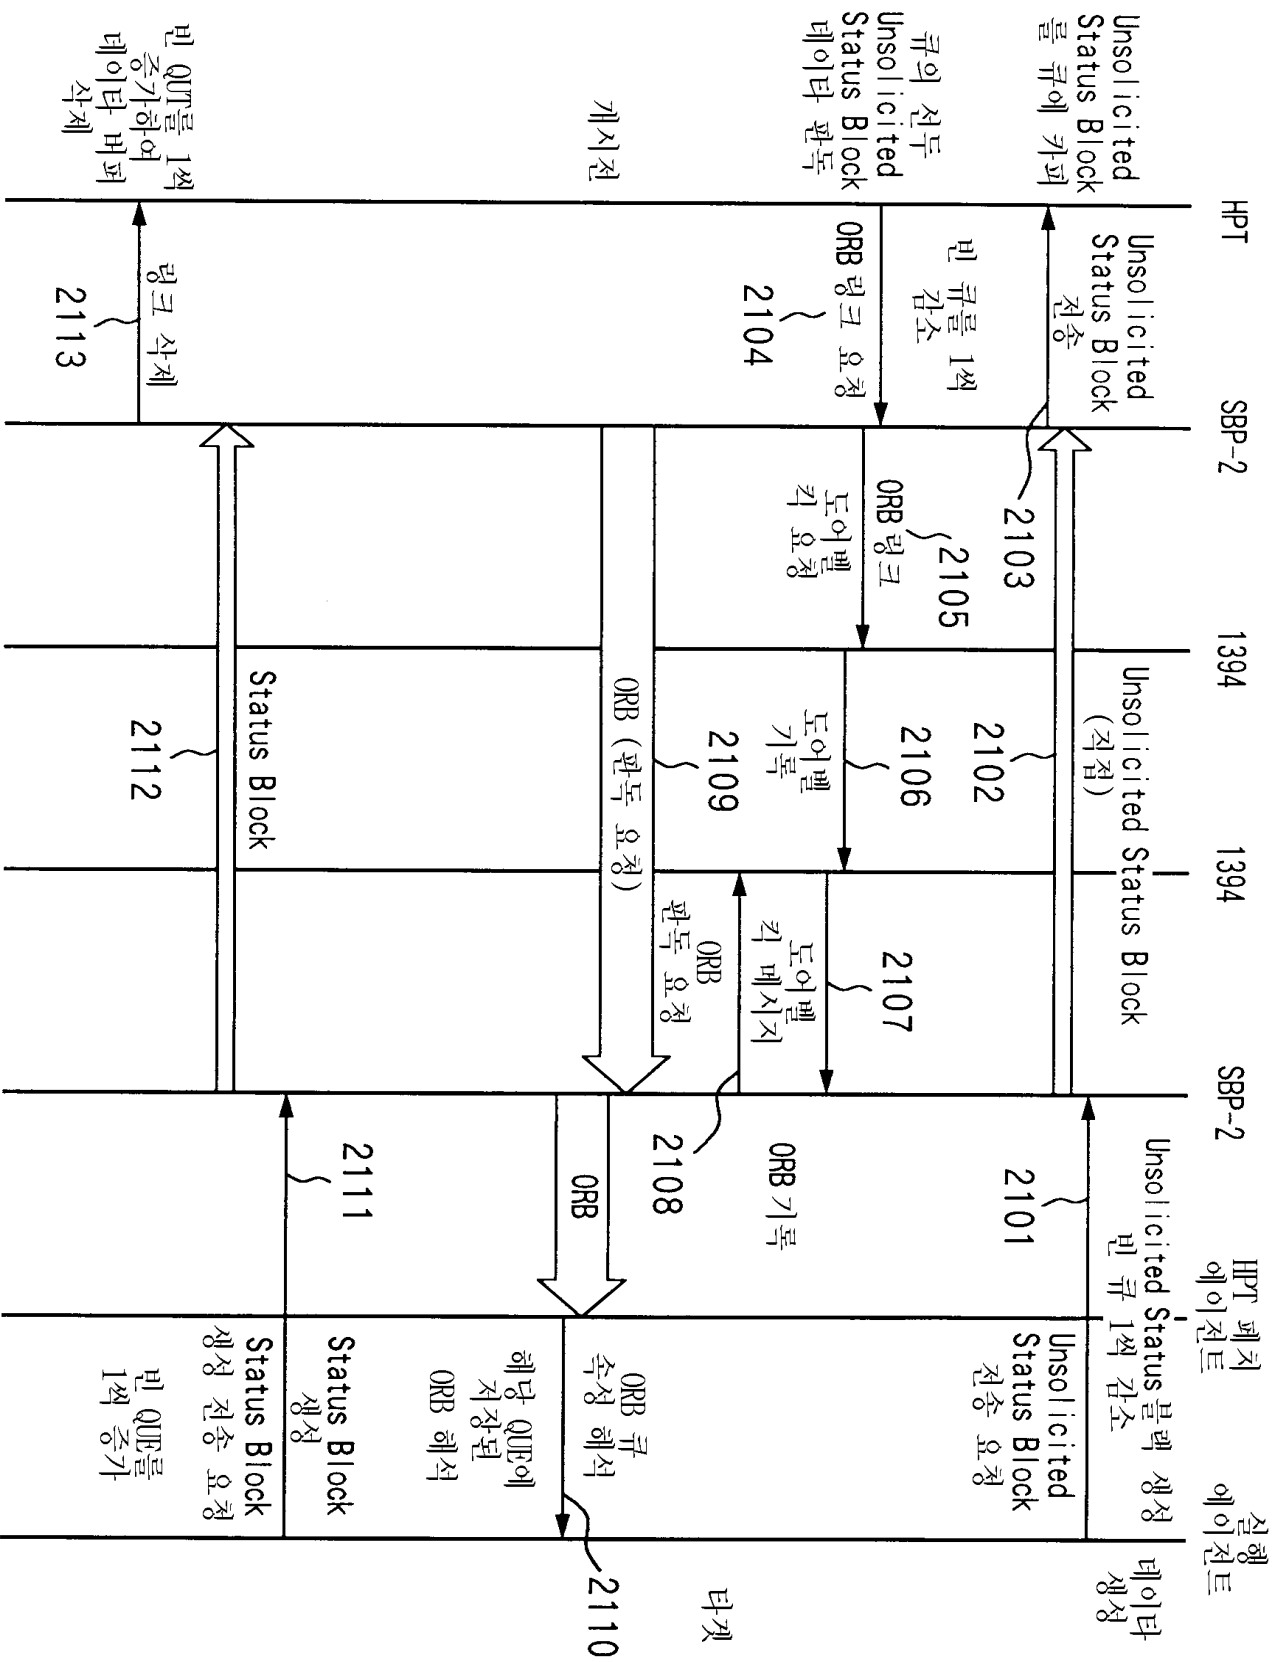 HPT
SBP-2
1394
1394
SBP-2
HPT 페치
에이전트
실행
에이전트
Unsolicited
Status Block
를 큐에 카피
Unsolicited
Status Block
전송
2103
Unsolicited Status Block
(직접)
2102
Unsolicited Status 블랙 생성
빈 큐 1씩 감소
2101
Unsolicited
Status Block
전송 요청
데이타
생성
큐의 선두
Unsolicited
Status Block
데이타 판독
빈 큐를 1씩
감소
ORB 링크 요청
2104
2105
ORB 링크
도어벨
킥 요청
2106
도어벨
기록
2107
도어벨
킥 메시지
ORB 기록
2108
ORB
판독 요청
2109
ORB (판독 요청)
개시전
타겟
ORB
ORB 큐
속성 해석
2110
해당 QUE에
저장된
ORB 해석
Status Block
생성
2111
Status Block
생성 전송 요청
Status Block
2112
빈 QUT를 1씩
증가하여
데이타 버퍼
삭제
링크 삭제
2113
빈 QUE를
1씩 증가